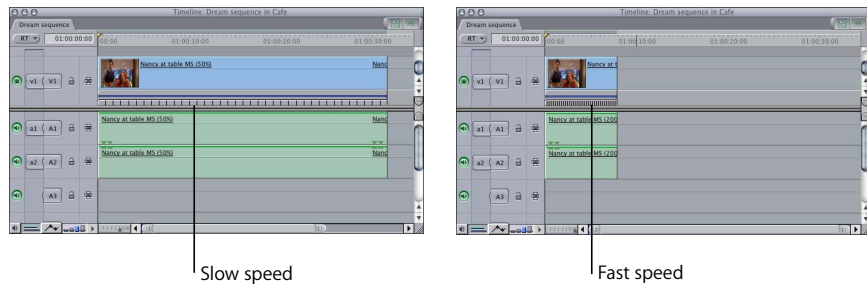 Timeline: Dream sequence in Cafe
Dream sequence
RT 01:00:00:00 00:00 01:00:10:00 01:00:20:00 01:00:30:00
Nancy at table MS (50%) Nanc
v1 V1
a1 A1 Nancy at table MS (50%) Nanc
a2 A2 Nancy at table MS (50%) Nanc
A3
Slow speed
Timeline: Dream sequence in Cafe
Dream sequence
RT 01:00:00:00 00:00 01:00:10:00 01:00:20:00 01:00:30:00
Nancy at t
v1 V1
a1 A1 Nancy at table MS (200
a2 A2 Nancy at table MS (200
A3
Fast speed